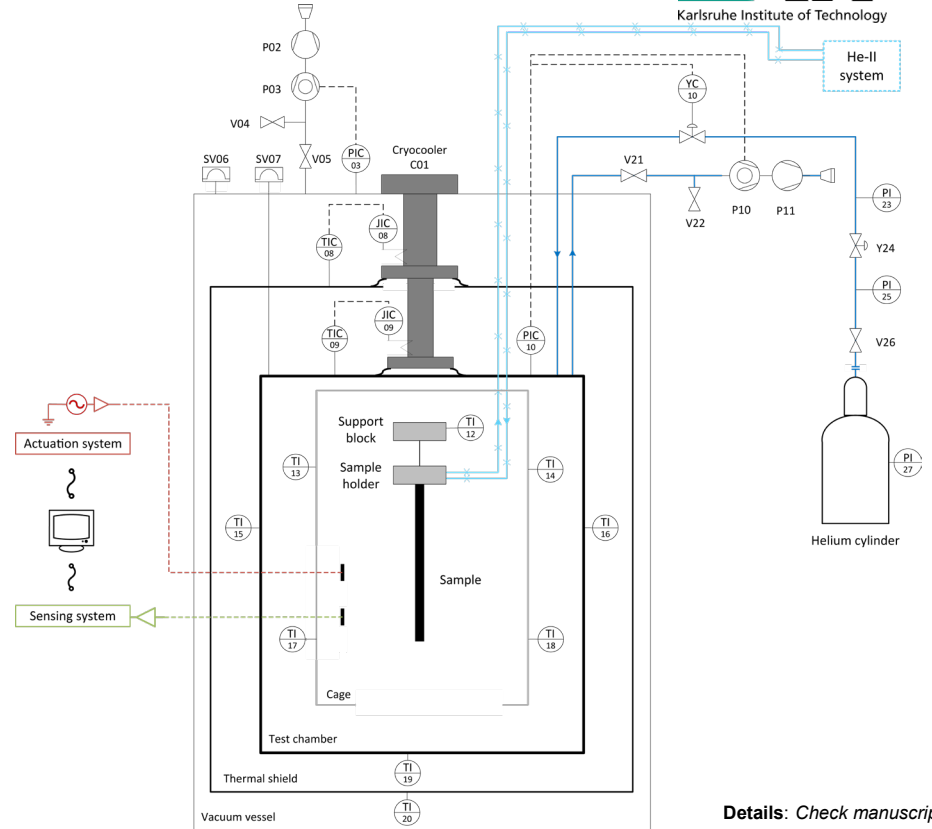 Karlsruhe Institute of Technology
He-II
system
P02
P03
V04
SV06
SV07
V05
PIC
03
Cryocooler
C01
YC
10
V21
V22
P10
P11
PI
23
Y24
PI
25
V26
JIC
08
TIC
08
JIC
09
TIC
09
PIC
10
Support
block
TI
12
Sample
holder
TI
13
TI
14
TI
15
TI
16
PI
27
Helium cylinder
Actuation system
Sample
Sensing system
TI
17
TI
18
Cage
Test chamber
TI
19
Thermal shield
TI
20
Vacuum vessel
Details: Check manuscrip